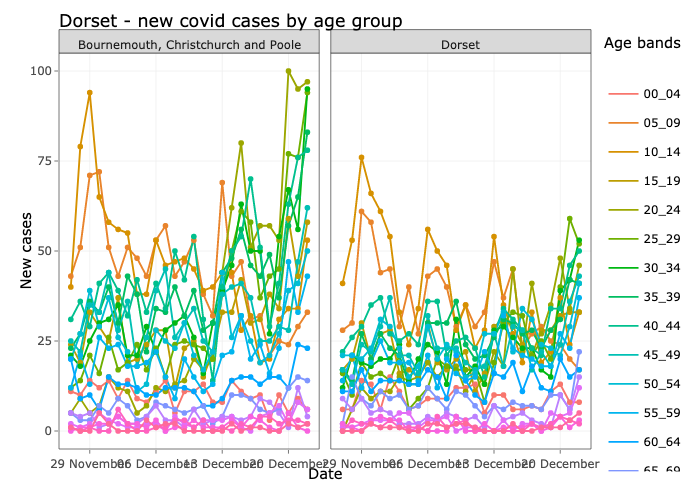 Dorset - new covid cases by age group
Bournemouth, Christchurch and Poole
Dorset
Age bands
00_04
05_09
10_14
15_19
20_24
25_29
30_34
35_39
40_44
45_49
50_54
55_59
60_64
65_69
New cases
100
75
50
25
0
29 November 06 December 13 December 20 December
29 November 06 December 13 December 20 December
Date